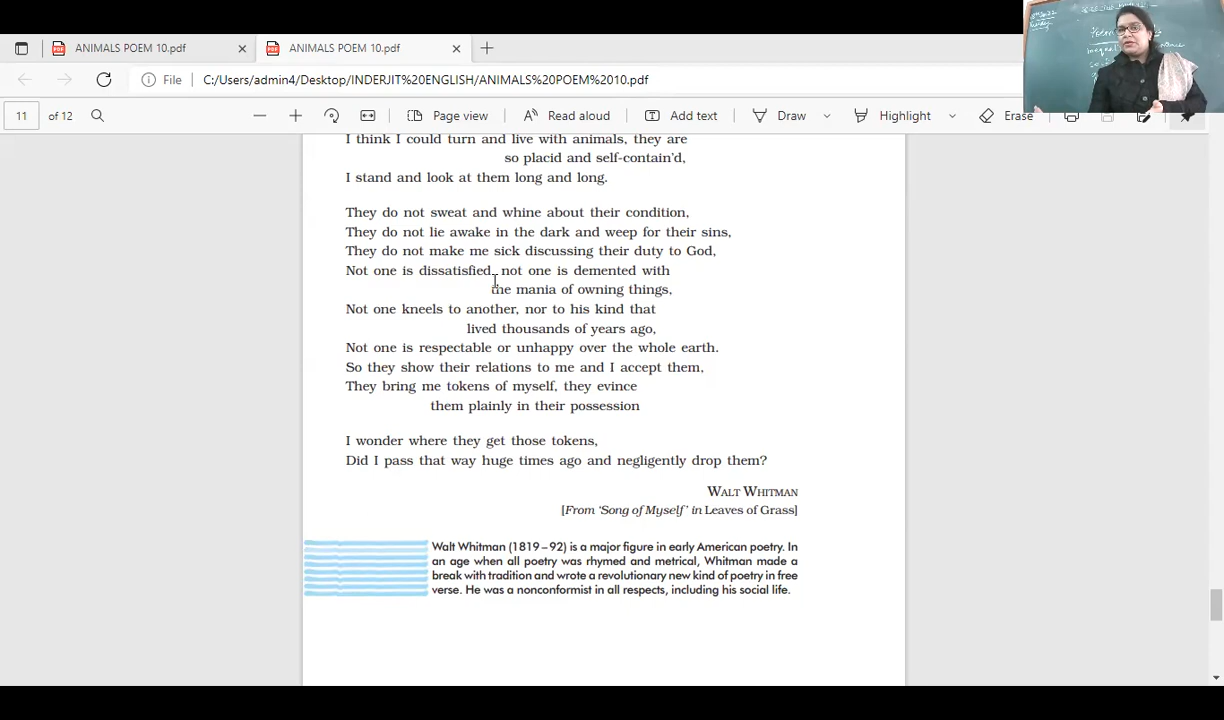 ANIMALS POEM 10.pdf
ANIMALS POEM 10.pdf
File C:/Users/admin4/Desktop/INDERJIT%20ENGLISH/ANIMALS%20POEM%2010.pdf
11 of 12 Page view Read aloud Add text Draw Highlight Erase
I think I could turn and live with animals, they are
so placid and self-contain'd,
I stand and look at them long and long.
They do not sweat and whine about their condition,
They do not lie awake in the dark and weep for their sins,
They do not make me sick discussing their duty to God,
Not one is dissatisfied, not one is demented with
the mania of owning things,
Not one kneels to another, nor to his kind that
lived thousands of years ago,
Not one is respectable or unhappy over the whole earth.
So they show their relations to me and I accept them,
They bring me tokens of myself, they evince
them plainly in their possession
I wonder where they get those tokens,
Did I pass that way huge times ago and negligently drop them?
WALT WHITMAN
[From 'Song of Myself' in Leaves of Grass]
Walt Whitman (1819–92) is a major figure in early American poetry. In
an age when all poetry was rhymed and metrical, Whitman made a
break with tradition and wrote a revolutionary new kind of poetry in free
verse. He was a nonconformist in all respects, including his social life.